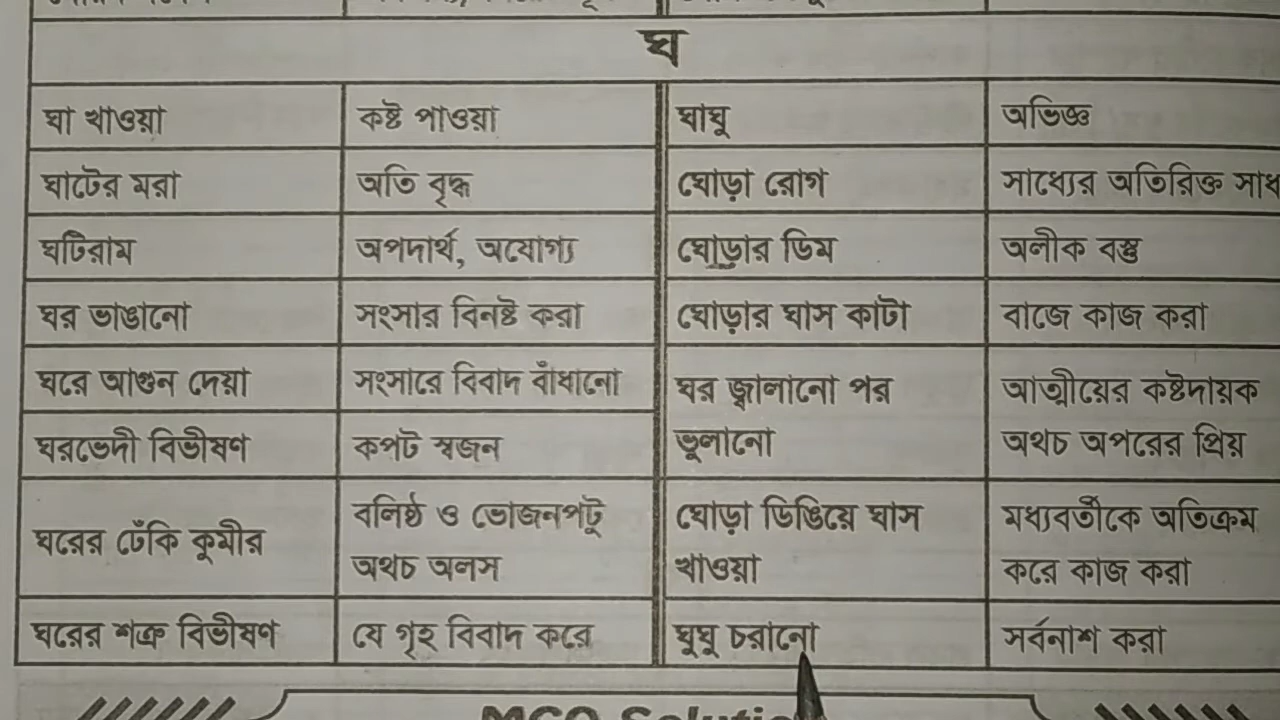 ঘ
ঘা খাওয়া কষ্ট পাওয়া ঘাঘু অভিজ্ঞ
ঘাটের মরা অতি বৃদ্ধ ঘোড়া রোগ সাধ্যের অতিরিক্ত সাধ
ঘটিরাম অপদার্থ, অযোগ্য ঘোড়ার ডিম অলীক বস্তু
ঘর ভাঙানো সংসার বিনষ্ট করা ঘোড়ার ঘাস কাটা বাজে কাজ করা
ঘরে আগুন দেয়া সংসারে বিবাদ বাঁধানো ঘর জ্বালানো পর আত্মীয়ের কষ্টদায়ক
ঘরভেদী বিভীষণ কপট স্বজন ভুলানো অথচ অপরের প্রিয়
ঘরের ঢেঁকি কুমীর বলিষ্ঠ ও ভোজনপটু ঘোড়া ডিঙিয়ে ঘাস মধ্যবর্তীকে অতিক্রম
অথচ অলস খাওয়া করে কাজ করা
ঘরের শত্রু বিভীষণ যে গৃহ বিবাদ করে ঘুঘু চরানো সর্বনাশ করা
MCQ